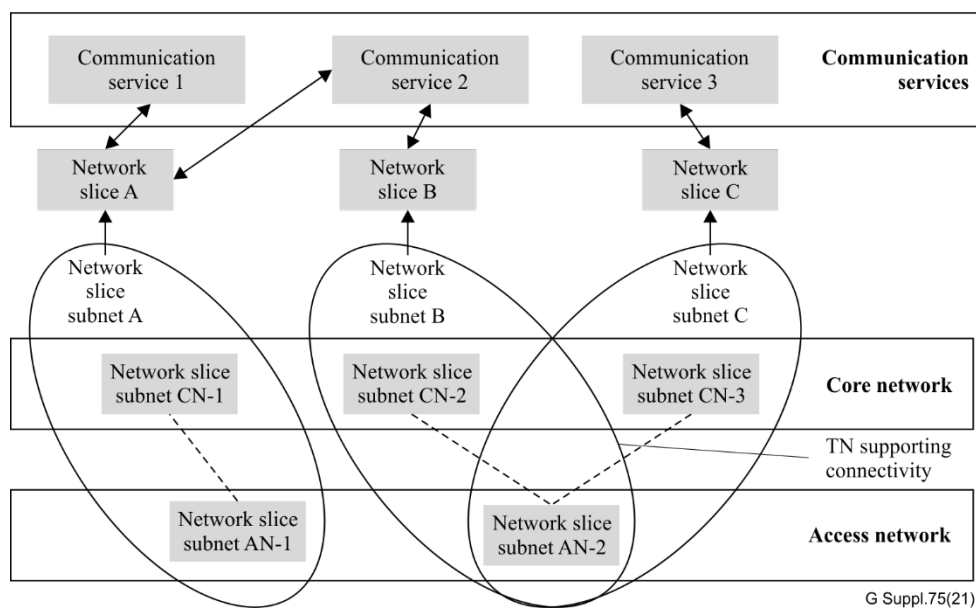 Communication
service 1
Communication
service 2
Communication
service 3
Communication
services
Network
slice A
Network
slice B
Network
slice C
Network
slice
subnet A
Network
slice
subnet B
Network
slice
subnet C
Network slice
subnet CN-1
Network slice
subnet CN-2
Network slice
subnet CN-3
Core network
TN supporting
connectivity
Network slice
subnet AN-1
Network slice
subnet AN-2
Access network
G Suppl.75(21)